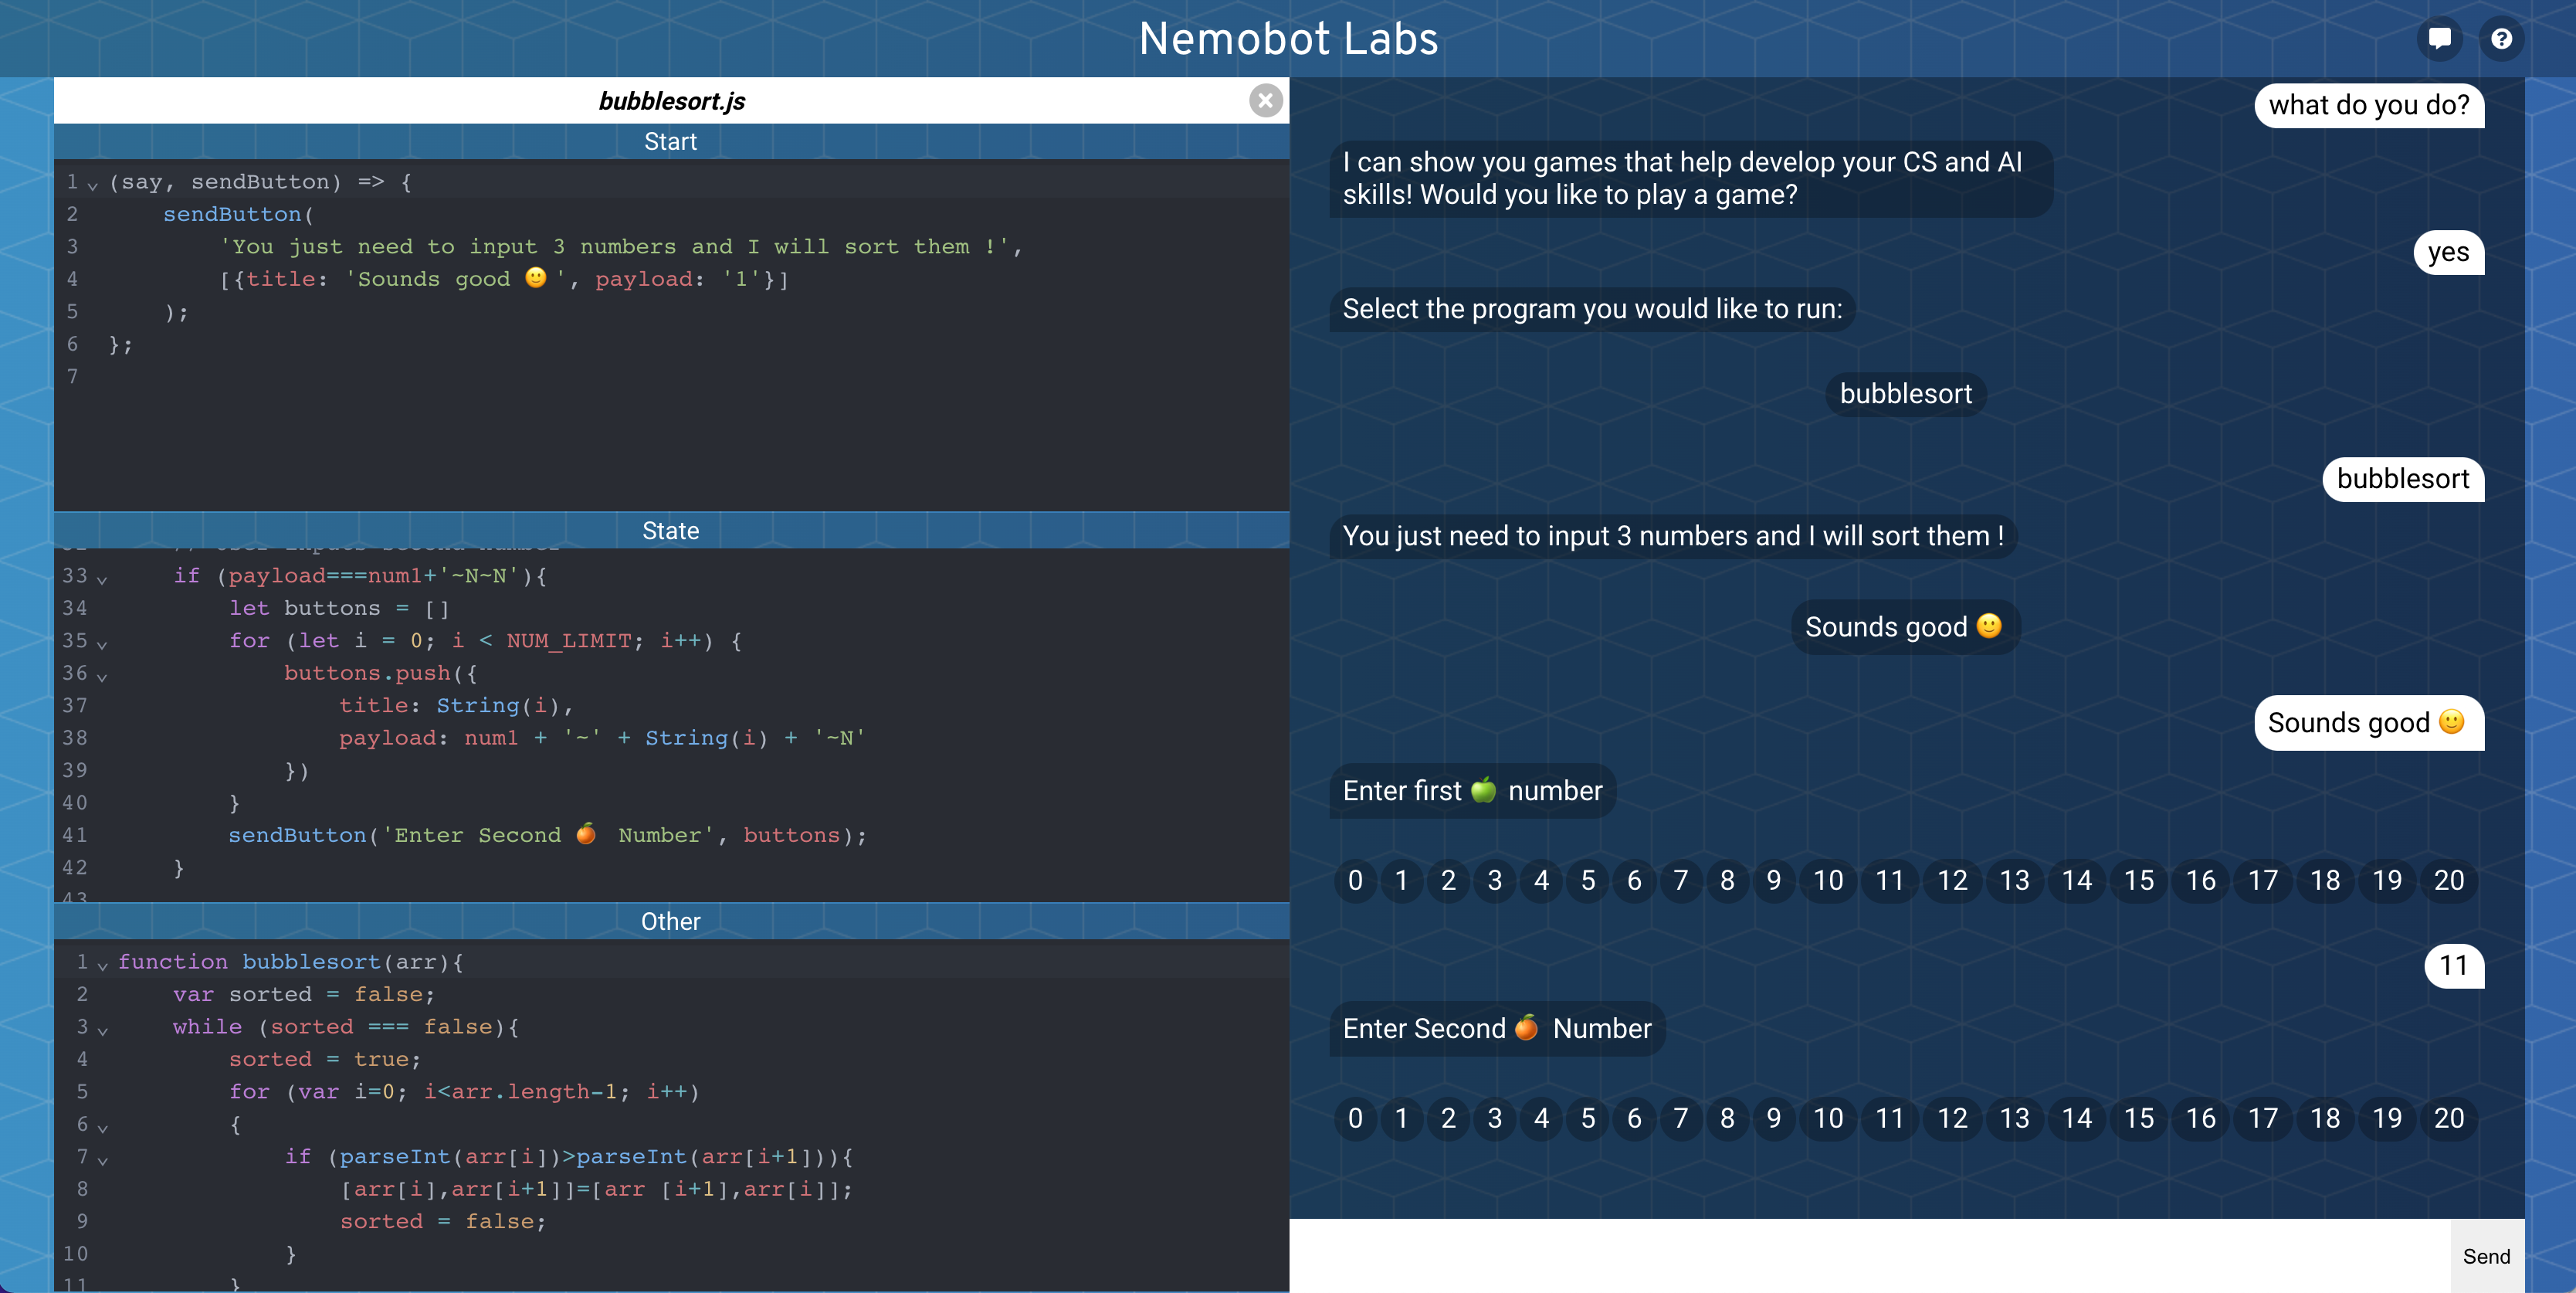 Nemobot Labs
bubblesort.js
Start
1 (say, sendButton) => {
2 sendButton(
3 'You just need to input 3 numbers and I will sort them !',
4 [{title: 'Sounds good 🙂 ', payload: '1'}]
5 );
6 };
7
State
33 if (payload===num1+'~N~N'){
34 let buttons = []
35 for (let i = 0; i < NUM_LIMIT; i++) {
36 buttons.push({
37 title: String(i),
38 payload: num1 + '~' + String(i) + '~N'
39 })
40 }
41 sendButton('Enter Second 🍊 Number', buttons);
42 }
43
Other
1 function bubblesort(arr){
2 var sorted = false;
3 while (sorted === false){
4 sorted = true;
5 for (var i=0; i<arr.length-1; i++)
6 {
7 if (parseInt(arr[i])>parseInt(arr[i+1])){
8 [arr[i],arr[i+1]]=[arr [i+1],arr[i]];
9 sorted = false;
10 }
11 }
what do you do?
I can show you games that help develop your CS and AI
skills! Would you like to play a game?
yes
Select the program you would like to run:
bubblesort
bubblesort
You just need to input 3 numbers and I will sort them !
Sounds good 🙂
Sounds good 🙂
Enter first 🍏 number
0 1 2 3 4 5 6 7 8 9 10 11 12 13 14 15 16 17 18 19 20
11
Enter Second 🍊 Number
0 1 2 3 4 5 6 7 8 9 10 11 12 13 14 15 16 17 18 19 20
Send